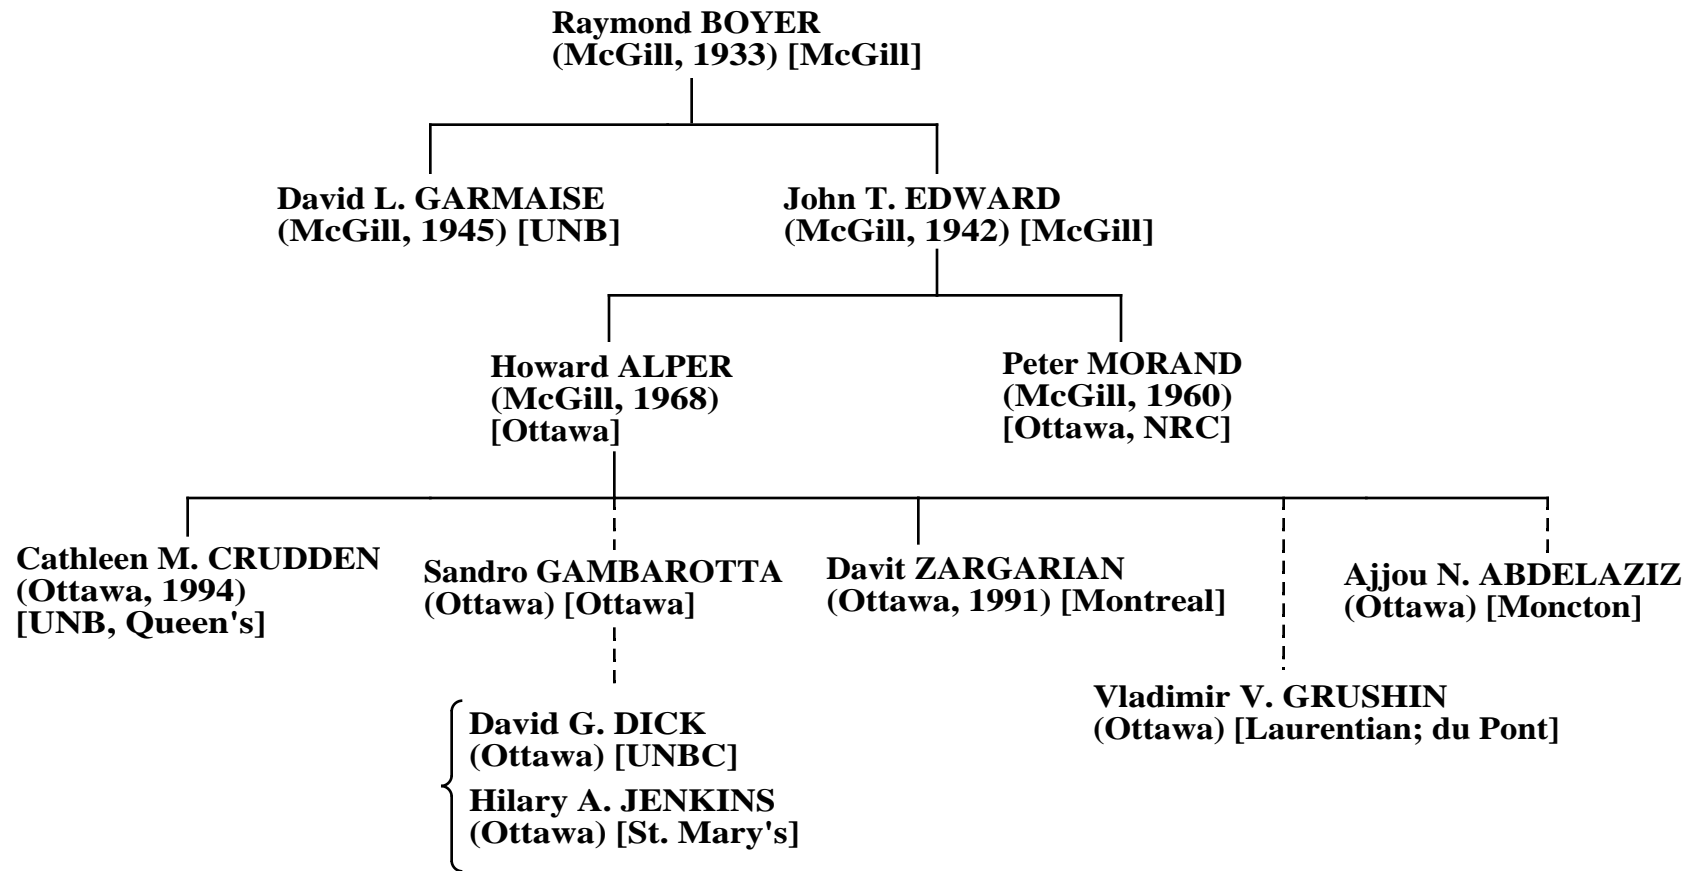 Raymond BOYER
(McGill, 1933) [McGill]
David L. GARMAISE
(McGill, 1945) [UNB]
John T. EDWARD
(McGill, 1942) [McGill]
Howard ALPER
(McGill, 1968)
[Ottawa]
Peter MORAND
(McGill, 1960)
[Ottawa, NRC]
Cathleen M. CRUDDEN
(Ottawa, 1994)
[UNB, Queen's]
Sandro GAMBAROTTA
(Ottawa) [Ottawa]
Davit ZARGARIAN
(Ottawa, 1991) [Montreal]
Ajjou N. ABDELAZIZ
(Ottawa) [Moncton]
Vladimir V. GRUSHIN
(Ottawa) [Laurentian; du Pont]
David G. DICK
(Ottawa) [UNBC]
Hilary A. JENKINS
(Ottawa) [St. Mary's]